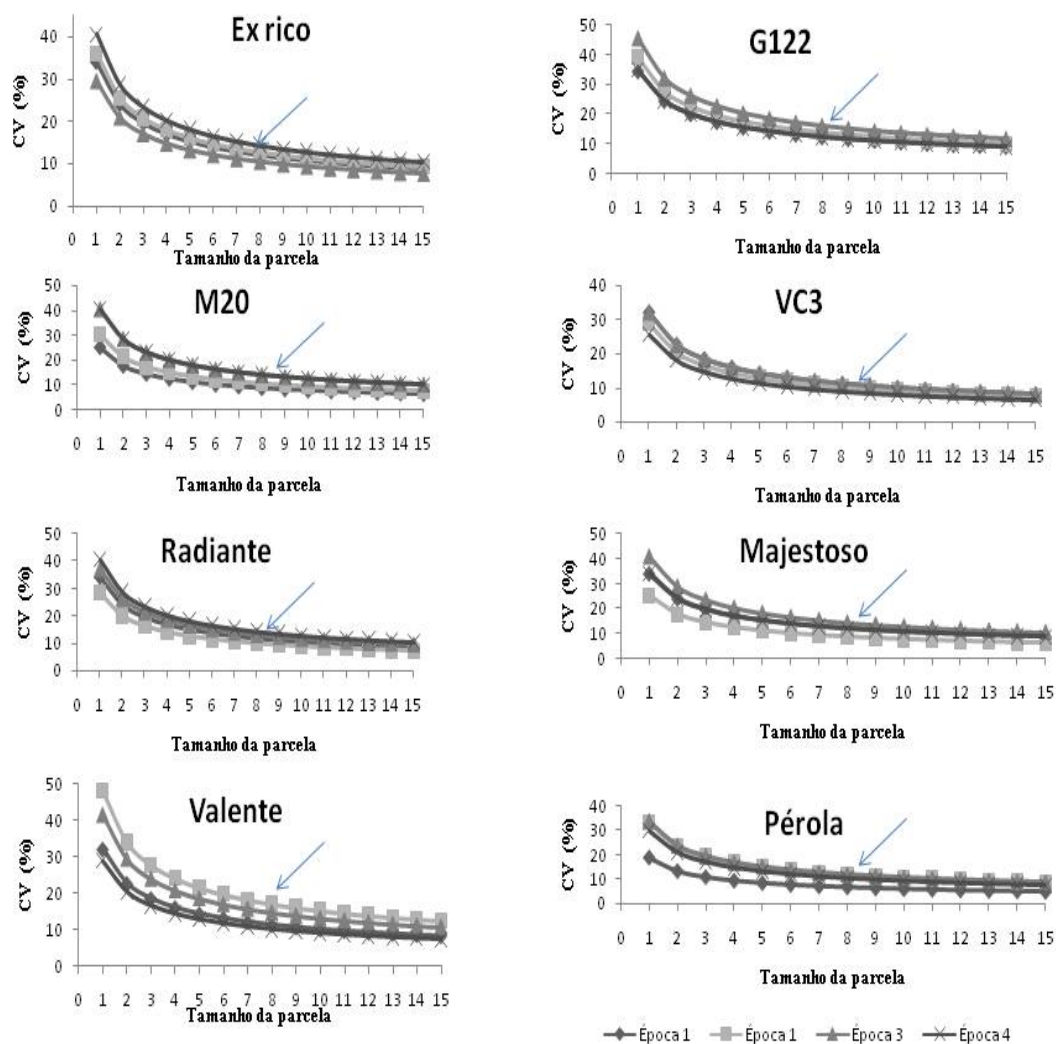 Ex rico
CV (%)
40
30
20
10
0
0 1 2 3 4 5 6 7 8 9 10 11 12 13 14 15
Tamanho da parcela
G122
CV (%)
50
40
30
20
10
0
0 1 2 3 4 5 6 7 8 9 10 11 12 13 14 15
Tamanho da parcela
M20
CV (%)
50
40
30
20
10
0
0 1 2 3 4 5 6 7 8 9 10 11 12 13 14 15
Tamanho da parcela
VC3
CV (%)
40
30
20
10
0
0 1 2 3 4 5 6 7 8 9 10 11 12 13 14 15
Tamanho da parcela
Radiante
CV (%)
50
40
30
20
10
0
0 1 2 3 4 5 6 7 8 9 10 11 12 13 14 15
Tamanho da parcela
Majestoso
CV (%)
50
40
30
20
10
0
0 1 2 3 4 5 6 7 8 9 10 11 12 13 14 15
Tamanho da parcela
Valente
CV (%)
50
40
30
20
10
0
0 1 2 3 4 5 6 7 8 9 10 11 12 13 14 15
Tamanho da parcela
Pérola
CV (%)
40
30
20
10
0
0 1 2 3 4 5 6 7 8 9 10 11 12 13 14 15
Tamanho da parcela
Época 1 Época 1 Época 3 Época 4